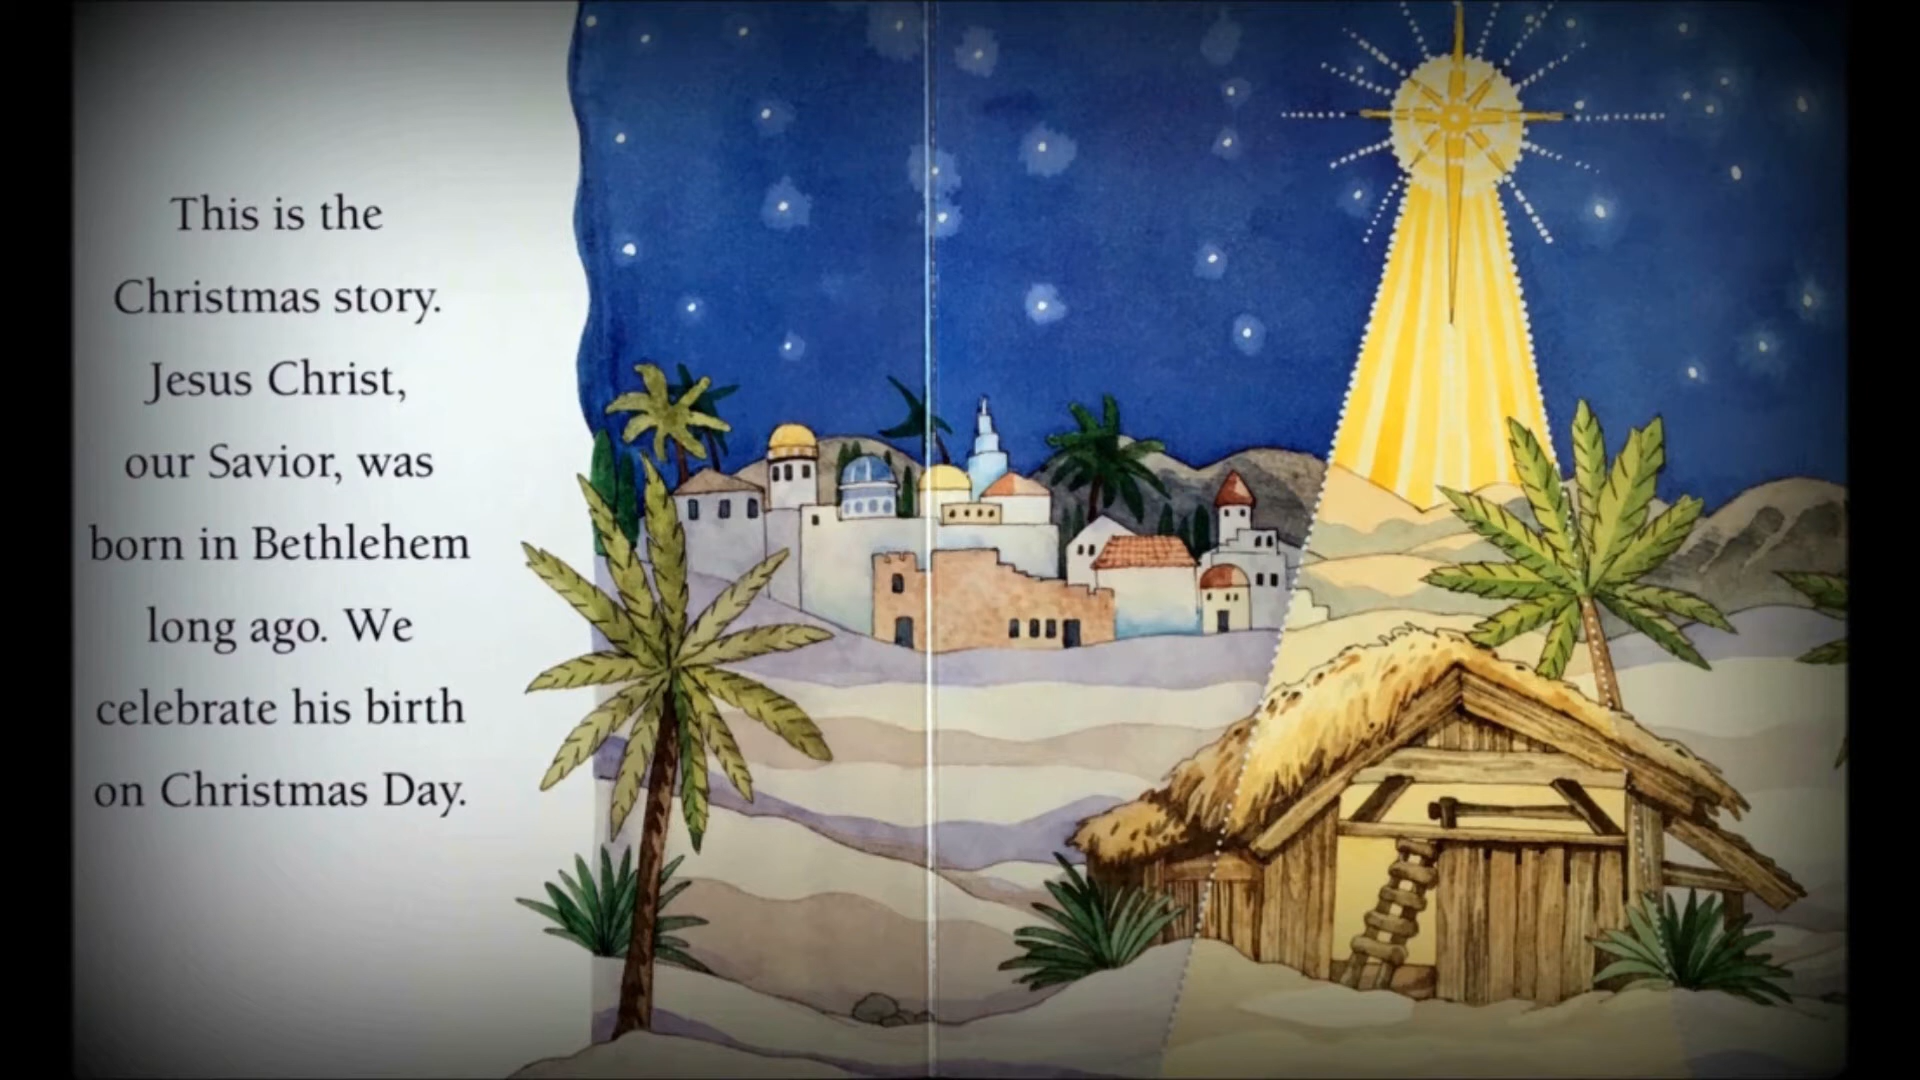 This is the
Christmas story.
Jesus Christ,
our Savior, was
born in Bethlehem
long ago. We
celebrate his birth
on Christmas Day.